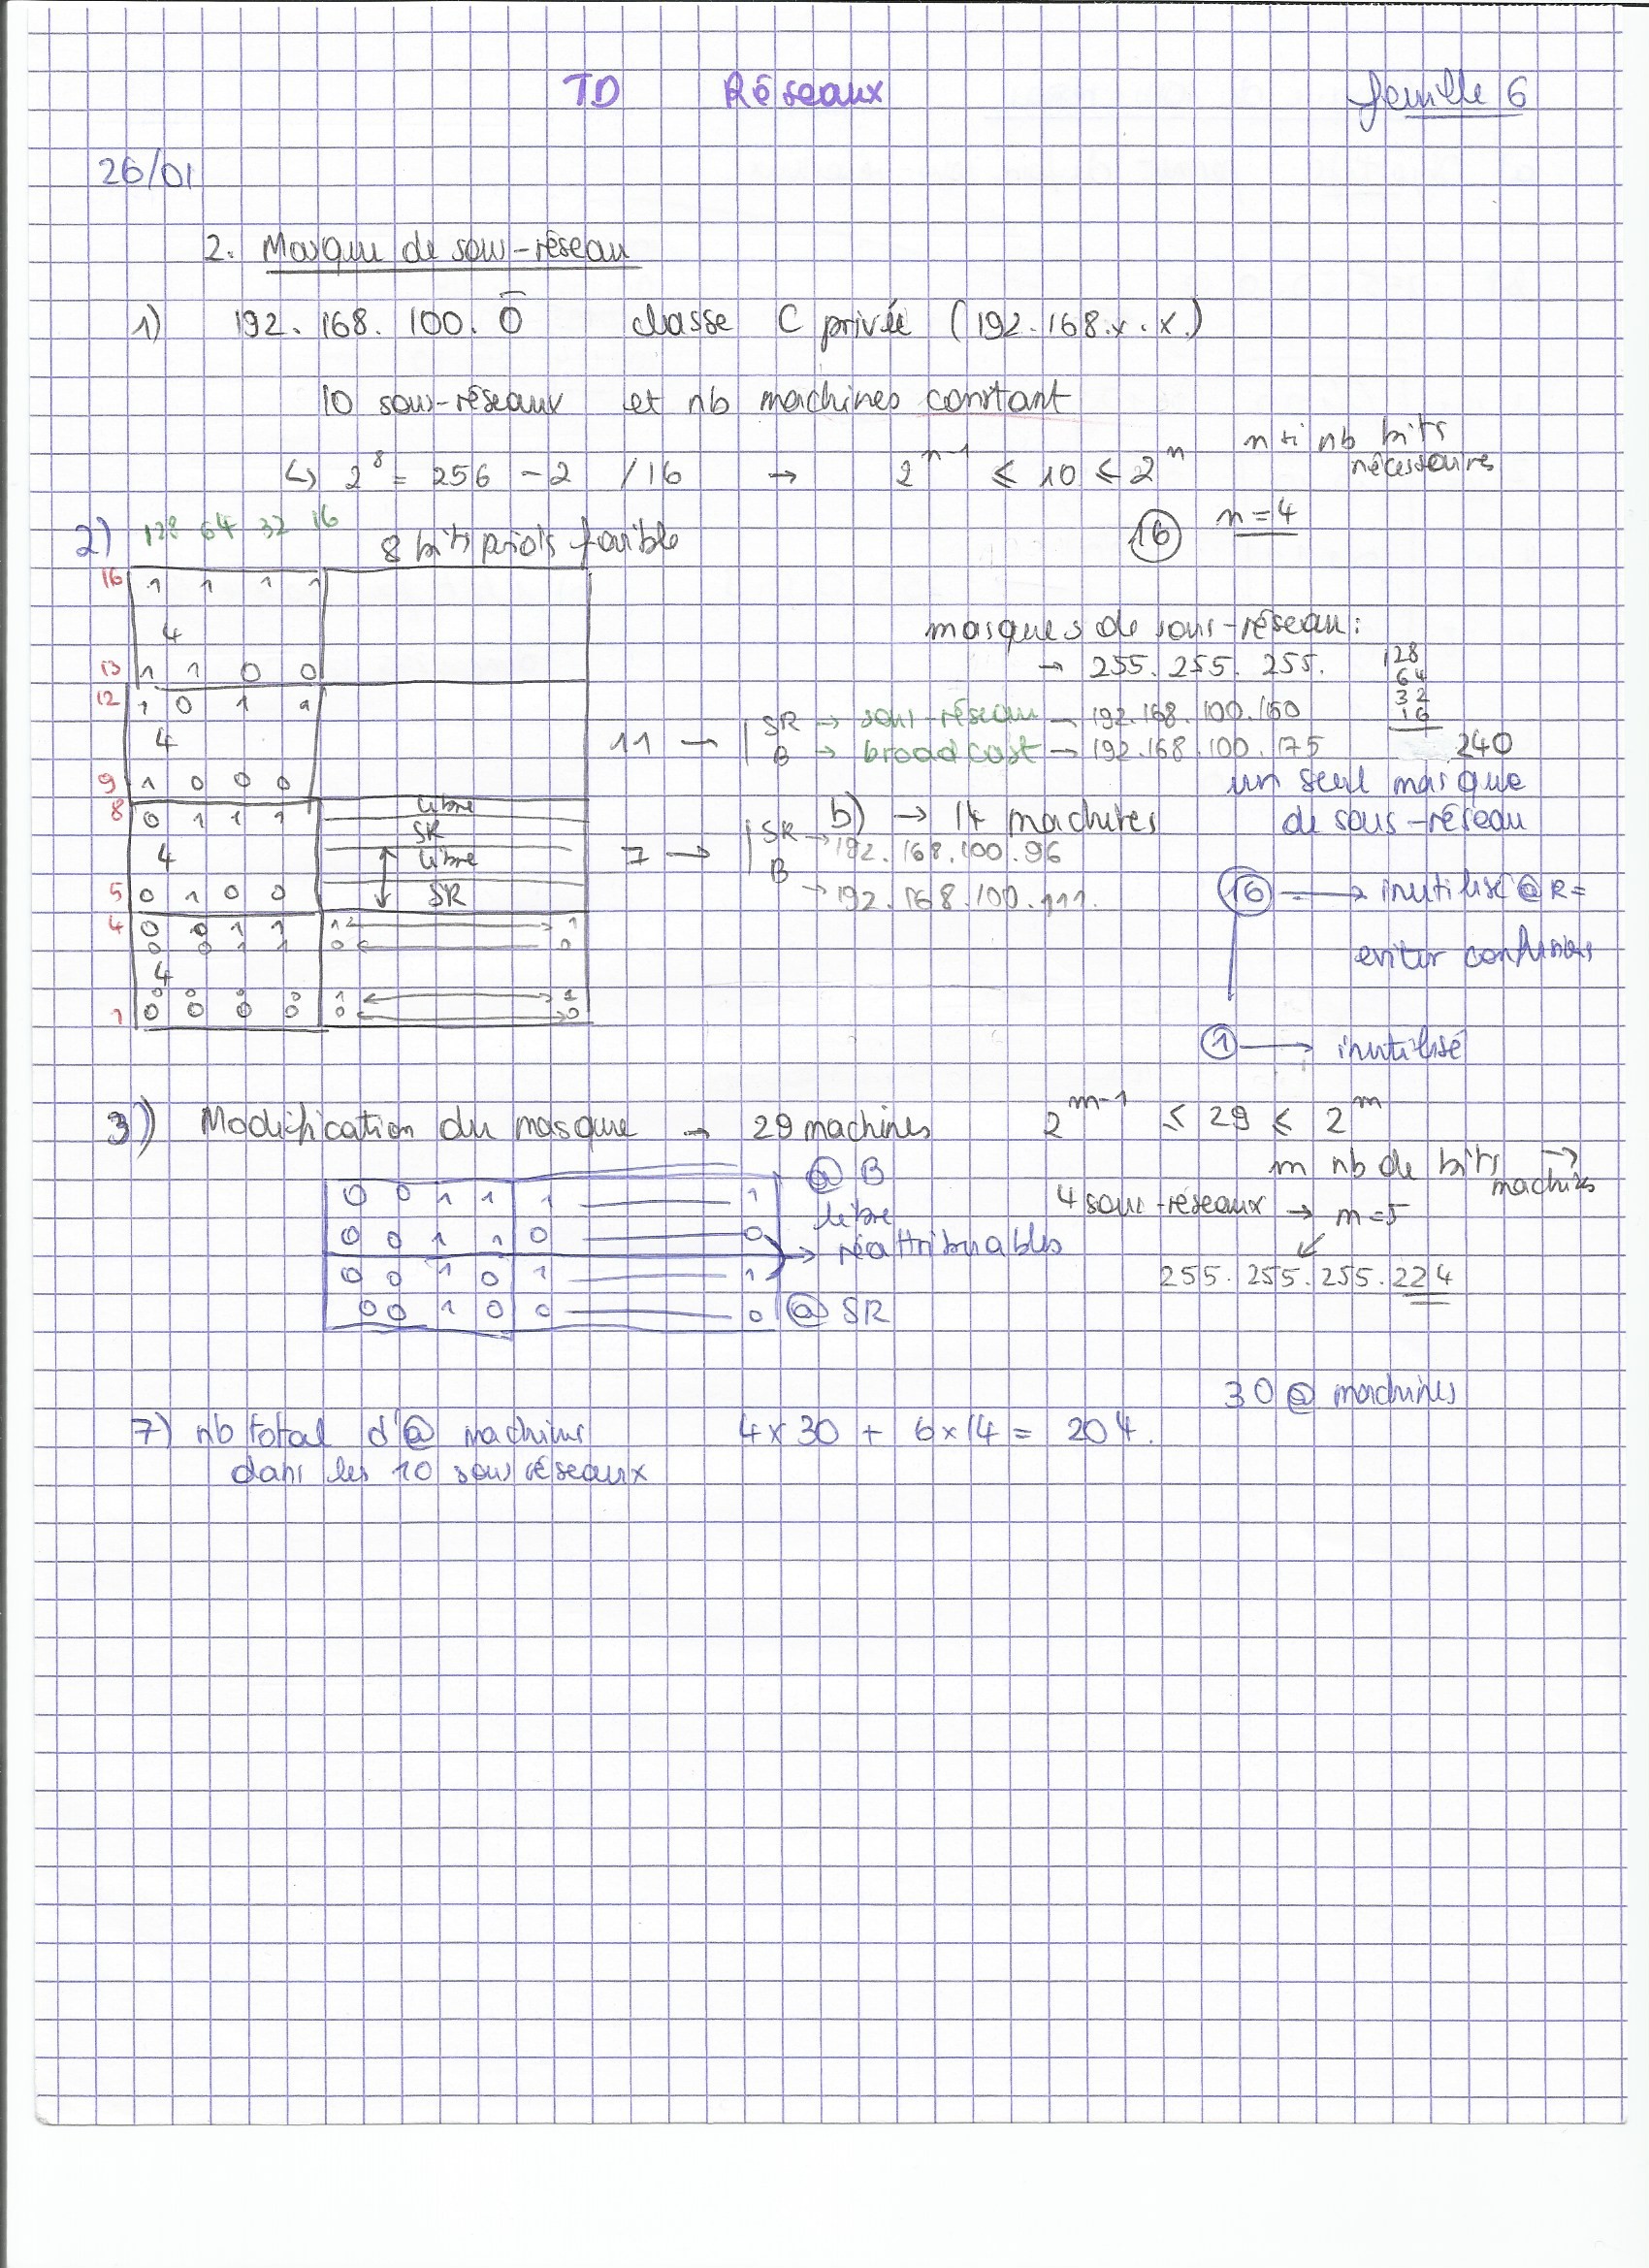 TD Réseaux feuille 6
26/01
2. Masque de sous-réseau
1) 192. 168. 100. 0 classe C privée (192.168.x.x.)
10 sous-réseaux et nb machines constant
↳ 2^8 = 256 - 2 /16 → 2^n-1 ≤ 10 ≤ 2^n n nb bits
nécessaires
16 n=4
2) 128 64 32 16 8 bits poids faible
16 1 1 1 1
4
13 1 1 0 0
12 1 0 1 1
4
9 1 0 0 0
8 0 1 1 1 libre
SR
4 libre
5 0 1 0 0 SR
4 0 0 1 1 1 1
0 0 1 1 0 0
4
0 0 0 0 1 1
1 0 0 0 0 0 0
masques de sous-réseau:
→ 255. 255. 255. 128
64
32
16
240
11 → SR → sous-réseau → 192.168.100.160
B → broadcast → 192.168.100.175
un seul masque
de sous-réseau
b) → 14 machines
7 → SR → 192.168.100.96
B → 192.168.100.111.
16 → inutilisé @R=
eviter confusions
1 → inutilisé
3) Modification du masque → 29 machines 2^m-1 ≤ 29 ≤ 2^m
m nb de bits → machines
4 sous-réseaux → m=5
255. 255. 255. 224
0 0 1 1 1 1 @ B
0 0 1 1 0 0 libre
→ réattribuables
0 0 1 0 1 1
0 0 1 0 0 0 @ SR
30 @ machines
7) nb total d'@ machines 4x30 + 6x14 = 204.
dans les 10 sous réseaux